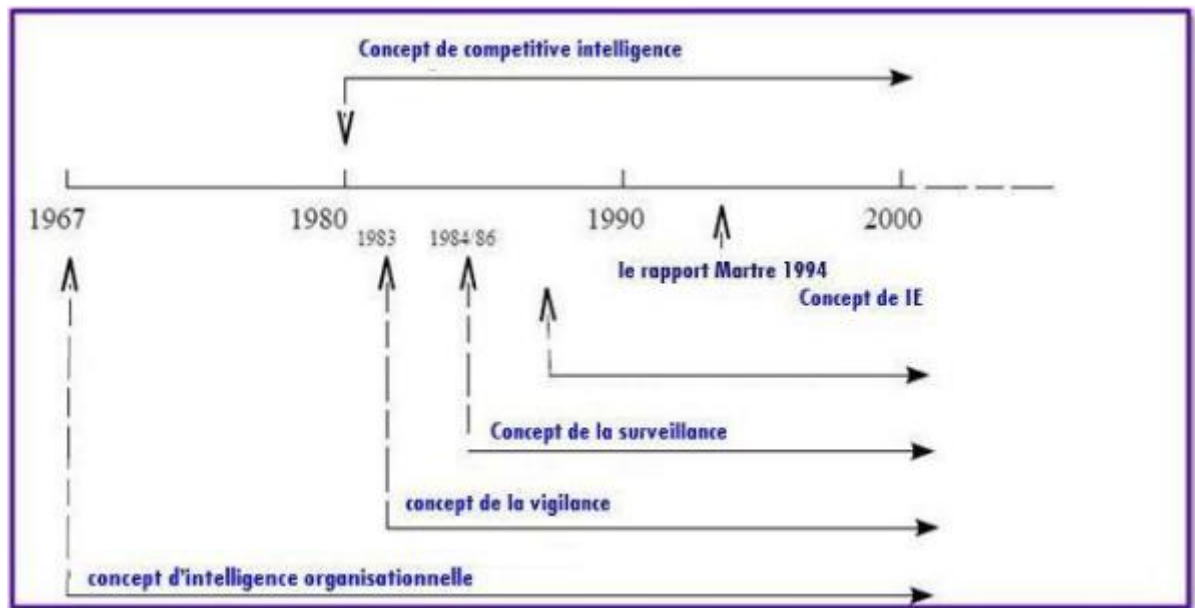 Concept de competitive intelligence
1967
1980
1990
2000
1983
1984/86
le rapport Martre 1994
Concept de IE
Concept de la surveillance
concept de la vigilance
concept d'intelligence organisationnelle